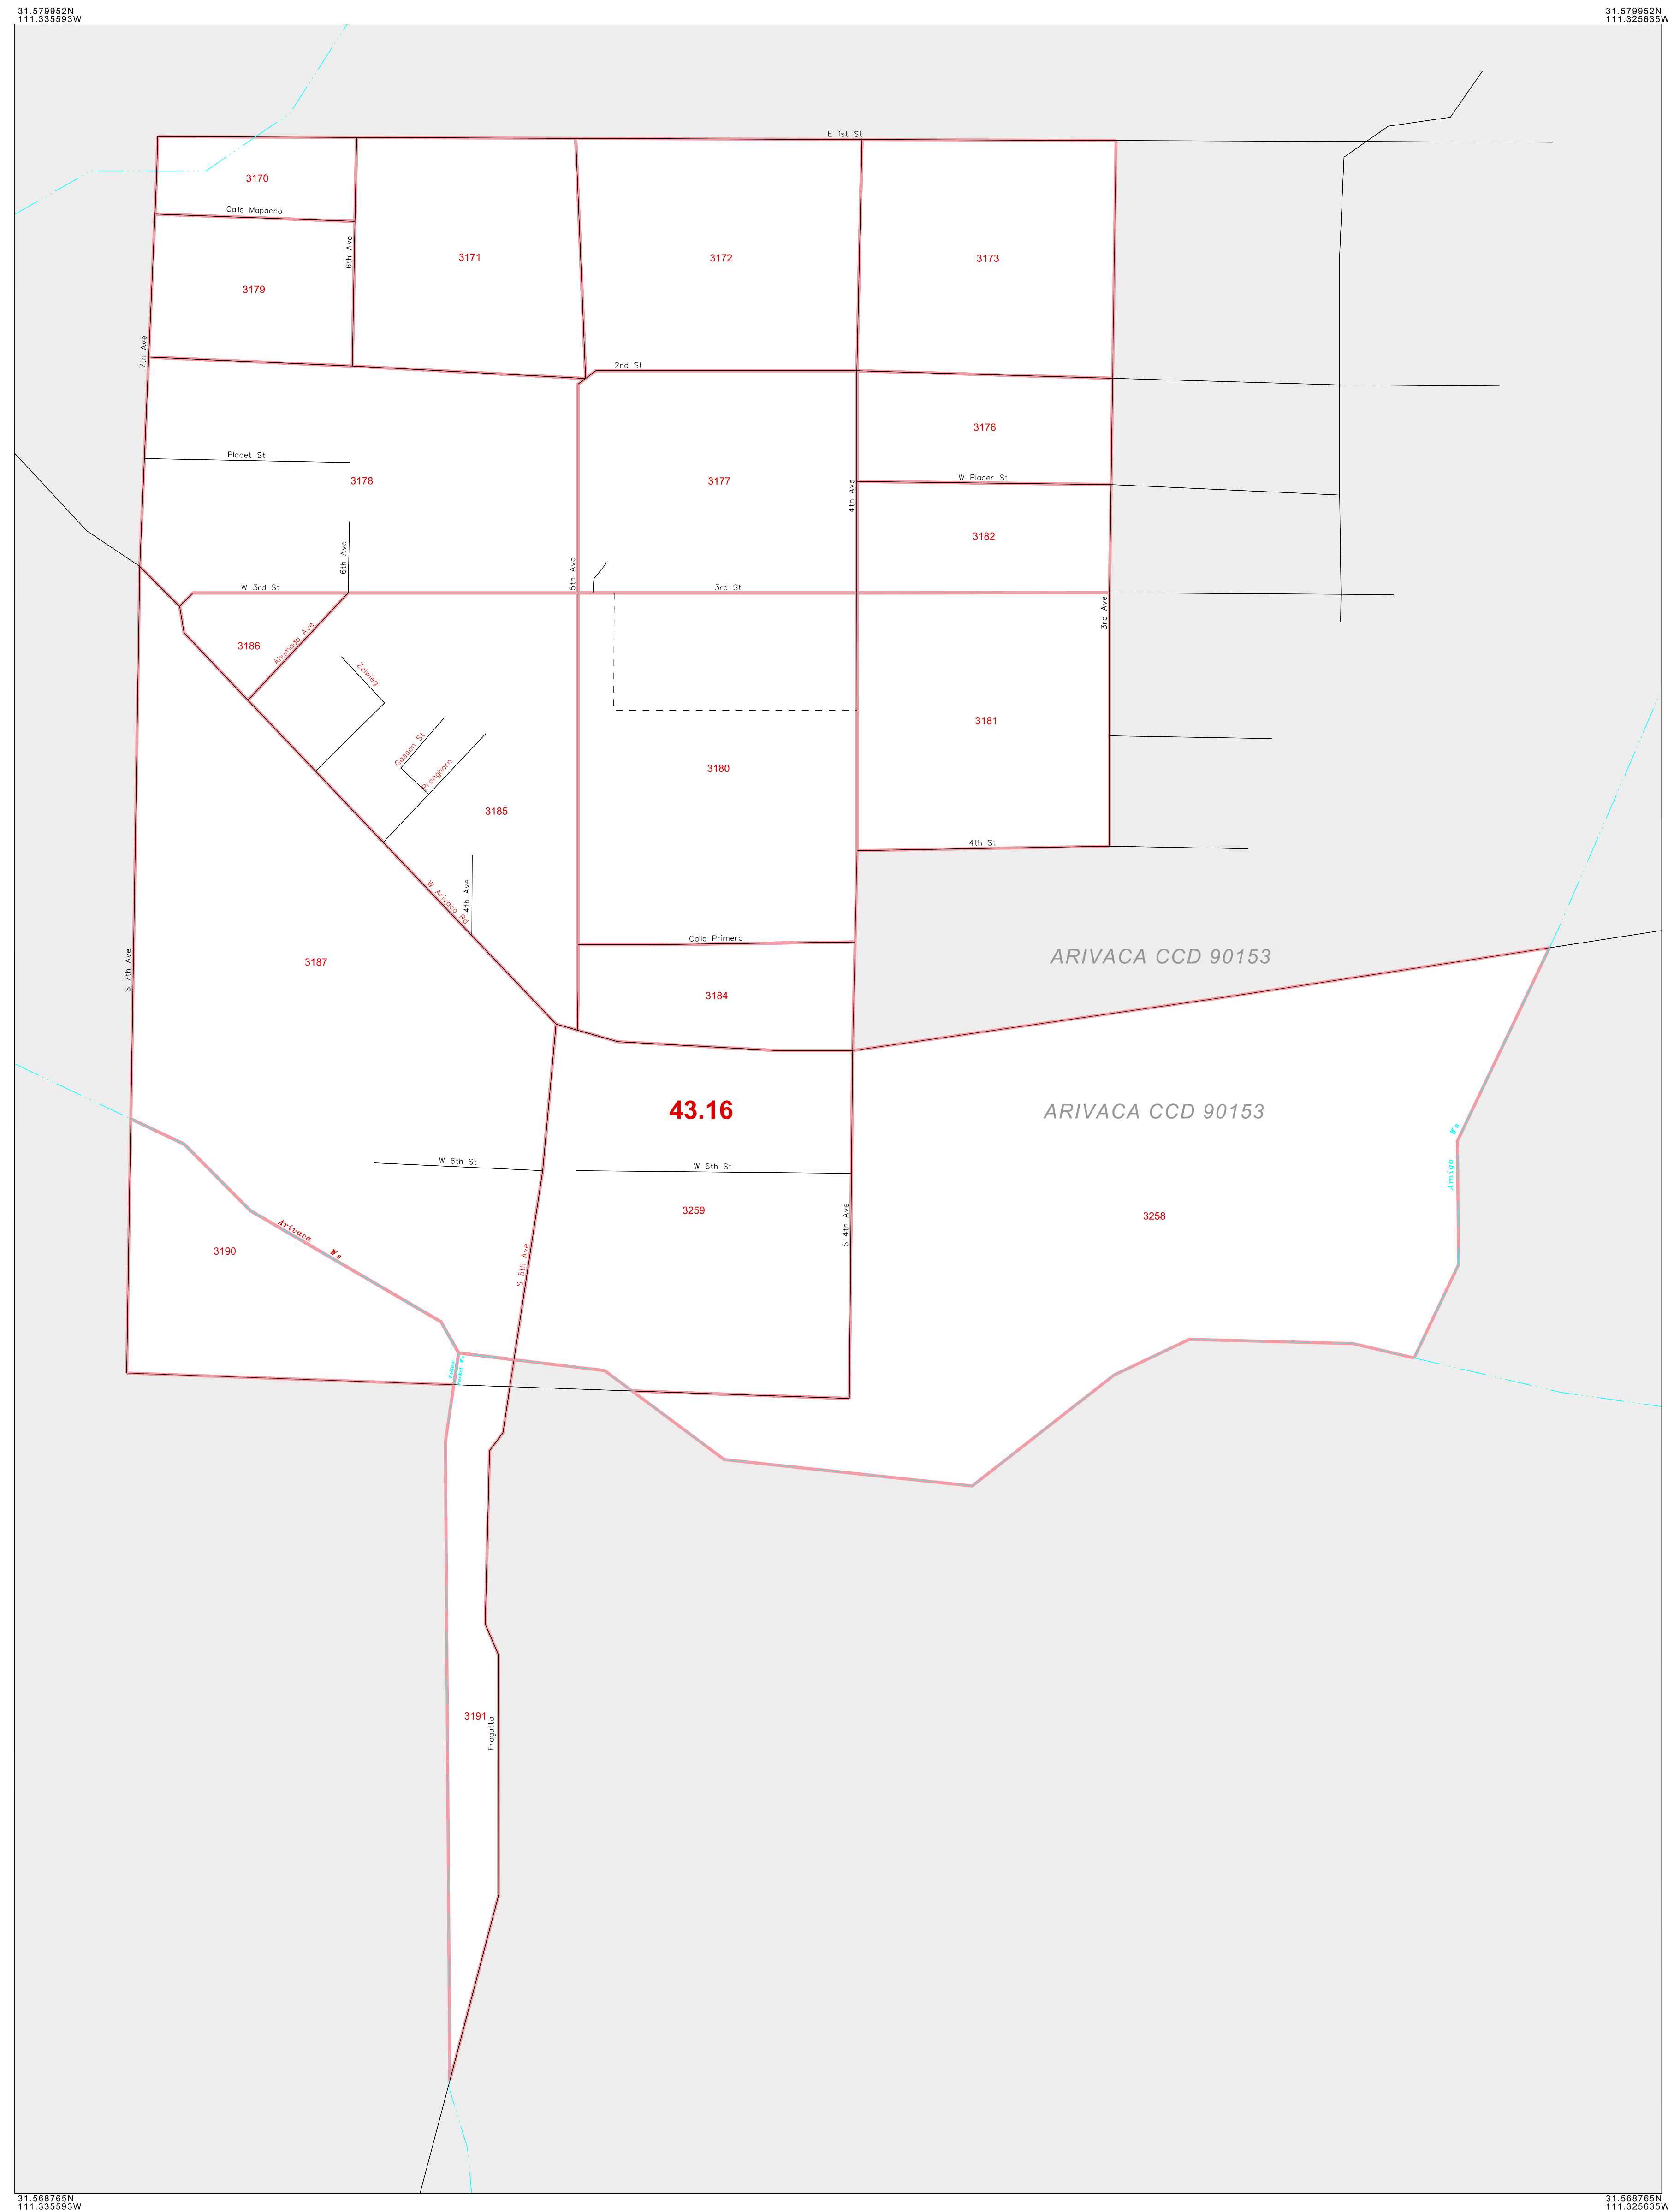 31.579952N
111.335593W
31.579952N
111.325635W
E 1st St
3170
Calle Mapacho
6th Ave
3171
3172
3173
3179
7th Ave
2nd St
3176
Placet St
3178
3177
4th Ave
W Placer St
3182
6th Ave
5th Ave
W 3rd St
3rd St
3rd Ave
3186
Ahumada Ave
Zelwieg
3181
Gasson St
Pronghorn
3180
3185
4th St
W Arivaca Rd
4th Ave
Calle Primera
ARIVACA CCD 90153
S 7th Ave
3187
3184
43.16
ARIVACA CCD 90153
Amigo Ws
W 6th St
W 6th St
3259
S 4th Ave
3258
Arivaca Ws
3190
S 5th Ave
3191
Fragutta
31.568765N
111.335593W
31.568765N
111.325635W